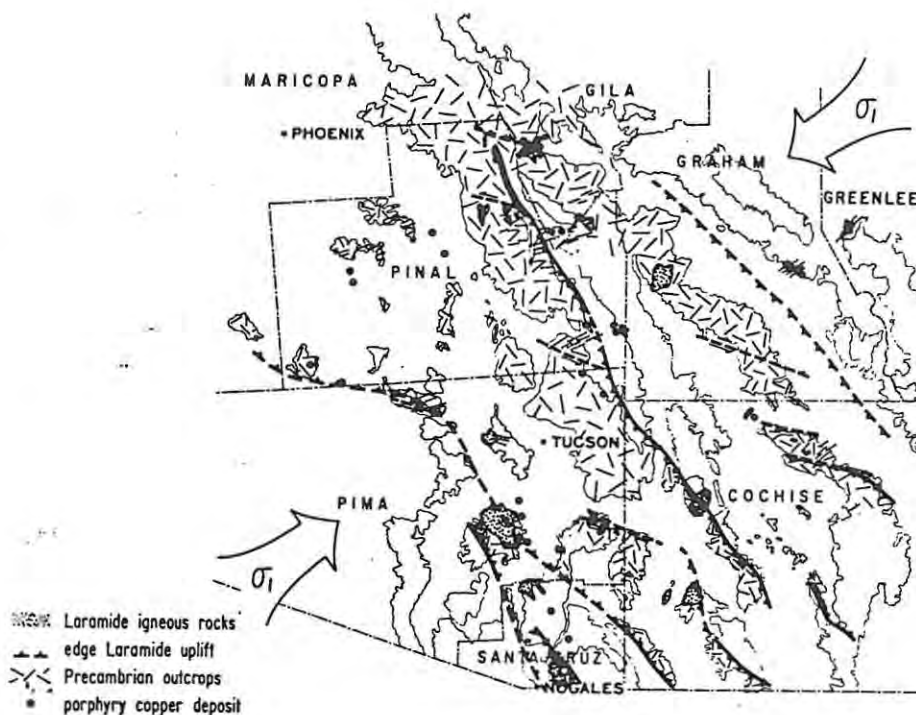 MARICOPA
GILA
PHOENIX
σ₁
GRAHAM
GREENLEE
PINAL
TUCSON
PIMA
COCHISE
σ₁
SANTA CRUZ
NOGALES
Laramide igneous rocks
edge Laramide uplift
Precambrian outcrops
porphyry copper deposit